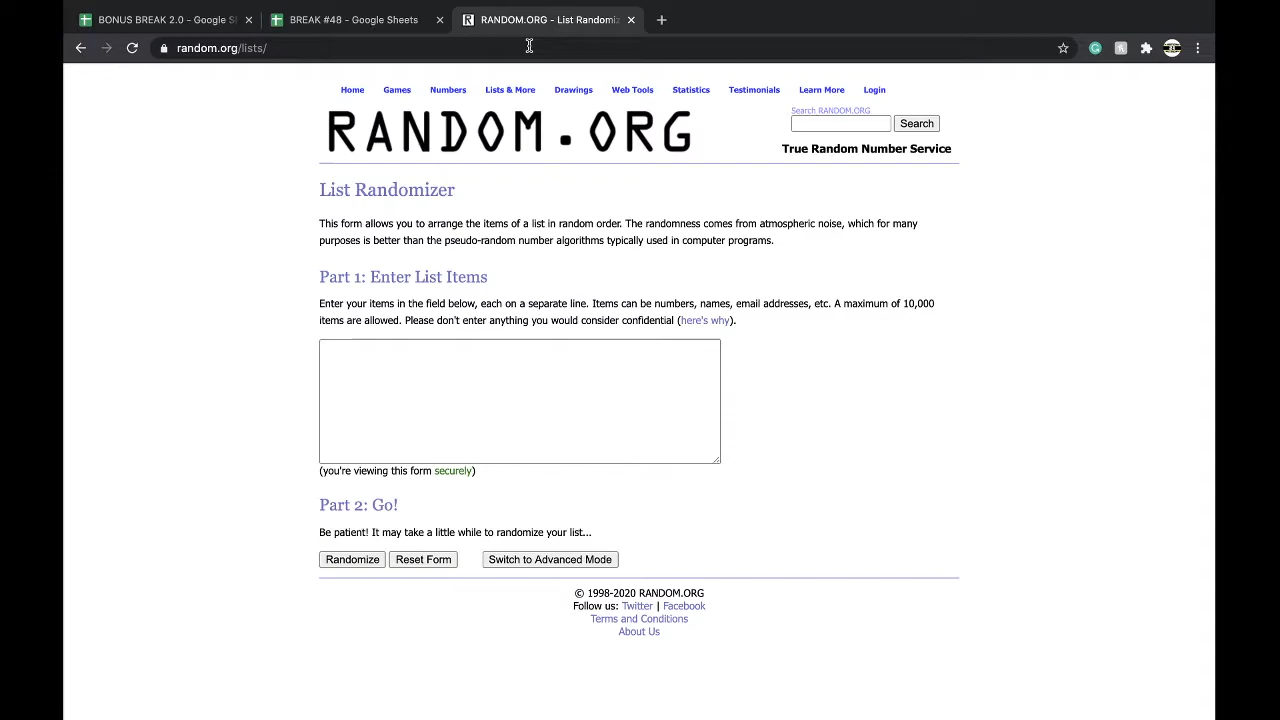 BONUS BREAK 2.0 - Google S
BREAK #48 - Google Sheets
RANDOM.ORG - List Randomiz
random.org/lists/
Home Games Numbers Lists & More Drawings Web Tools Statistics Testimonials Learn More Login
RANDOM.ORG
Search RANDOM.ORG
Search
True Random Number Service
List Randomizer
This form allows you to arrange the items of a list in random order. The randomness comes from atmospheric noise, which for many
purposes is better than the pseudo-random number algorithms typically used in computer programs.
Part 1: Enter List Items
Enter your items in the field below, each on a separate line. Items can be numbers, names, email addresses, etc. A maximum of 10,000
items are allowed. Please don't enter anything you would consider confidential (here's why).
(you're viewing this form securely)
Part 2: Go!
Be patient! It may take a little while to randomize your list...
Randomize Reset Form Switch to Advanced Mode
© 1998-2020 RANDOM.ORG
Follow us: Twitter | Facebook
Terms and Conditions
About Us